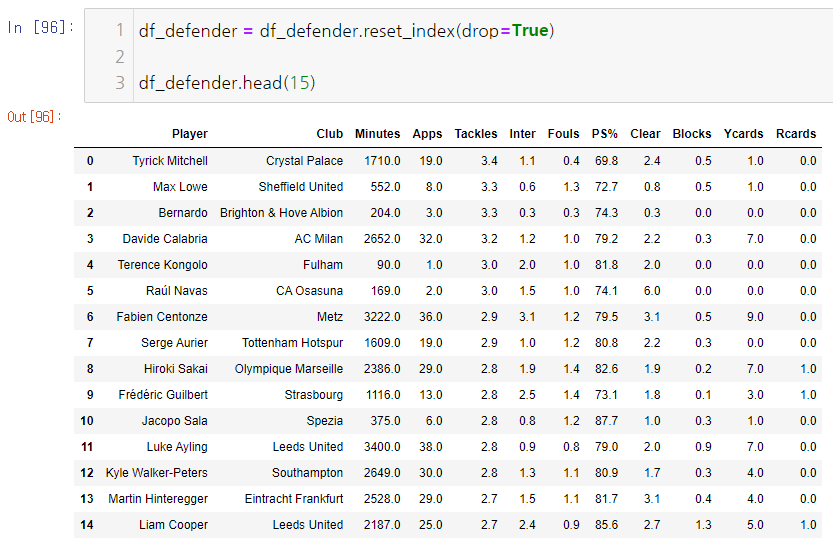 In [96]:
1 df_defender = df_defender.reset_index(drop=True)
2
3 df_defender.head(15)
Out[96]:
Player Club Minutes Apps Tackles Inter Fouls PS% Clear Blocks Ycards Rcards
0 Tyrick Mitchell Crystal Palace 1710.0 19.0 3.4 1.1 0.4 69.8 2.4 0.5 1.0 0.0
1 Max Lowe Sheffield United 552.0 8.0 3.3 0.6 1.3 72.7 0.8 0.5 1.0 0.0
2 Bernardo Brighton & Hove Albion 204.0 3.0 3.3 0.3 0.3 74.3 0.3 0.0 0.0 0.0
3 Davide Calabria AC Milan 2652.0 32.0 3.2 1.2 1.0 79.2 2.2 0.3 7.0 0.0
4 Terence Kongolo Fulham 90.0 1.0 3.0 2.0 1.0 81.8 2.0 0.0 0.0 0.0
5 Raúl Navas CA Osasuna 169.0 2.0 3.0 1.5 1.0 74.1 6.0 0.0 0.0 0.0
6 Fabien Centonze Metz 3222.0 36.0 2.9 3.1 1.2 79.5 3.1 0.5 9.0 0.0
7 Serge Aurier Tottenham Hotspur 1609.0 19.0 2.9 1.0 1.2 80.8 2.2 0.3 0.0 0.0
8 Hiroki Sakai Olympique Marseille 2386.0 29.0 2.8 1.9 1.4 82.6 1.9 0.2 7.0 1.0
9 Frédéric Guilbert Strasbourg 1116.0 13.0 2.8 2.5 1.4 73.1 1.8 0.1 3.0 1.0
10 Jacopo Sala Spezia 375.0 6.0 2.8 0.8 1.2 87.7 1.0 0.3 1.0 0.0
11 Luke Ayling Leeds United 3400.0 38.0 2.8 0.9 0.8 79.0 2.0 0.9 7.0 0.0
12 Kyle Walker-Peters Southampton 2649.0 30.0 2.8 1.3 1.1 80.9 1.7 0.3 4.0 0.0
13 Martin Hinteregger Eintracht Frankfurt 2528.0 29.0 2.7 1.5 1.1 81.7 3.1 0.4 4.0 0.0
14 Liam Cooper Leeds United 2187.0 25.0 2.7 2.4 0.9 85.6 2.7 1.3 5.0 1.0